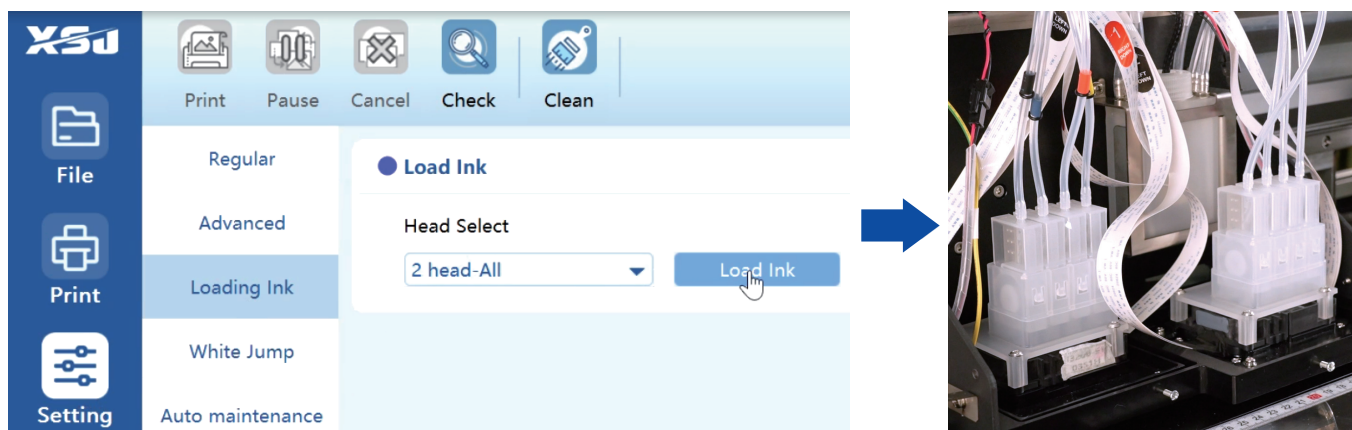 XSJ
Print
Pause
Cancel
Check
Clean
File
Print
Setting
Regular
Advanced
Loading Ink
White Jump
Auto maintenance
Load Ink
Head Select
2 head-All
Load Ink